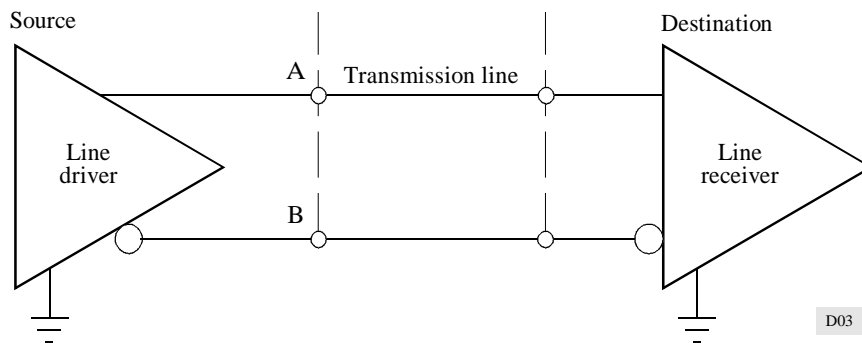 Source
Destination
A
Transmission line
Line
driver
Line
receiver
B
D03